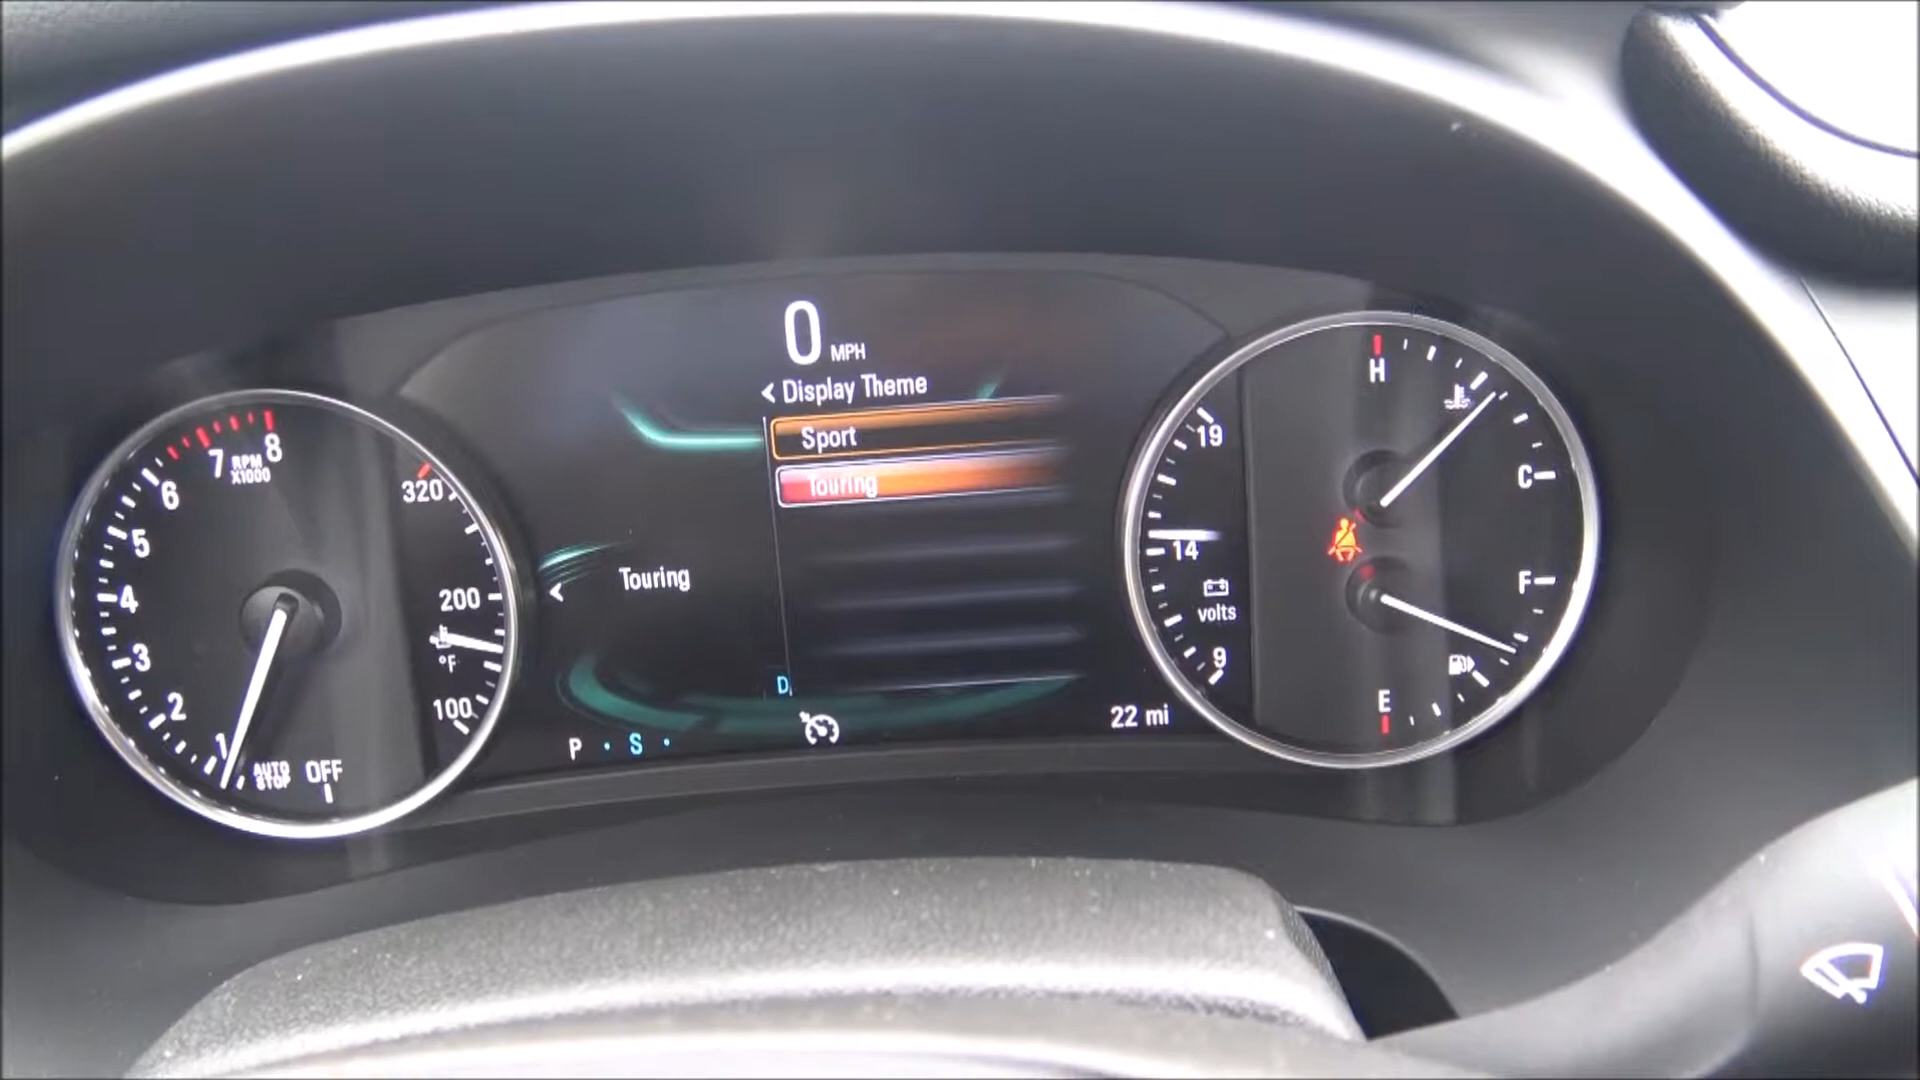 0 MPH
< Display Theme
Sport
Touring
< Touring
D
P · S ·
22 mi
8
7
6
5
4
3
2
1
RPM
X1000
AUTO
STOP
OFF
320
200
°F
100
19
14
volts
9
H
C
F
E